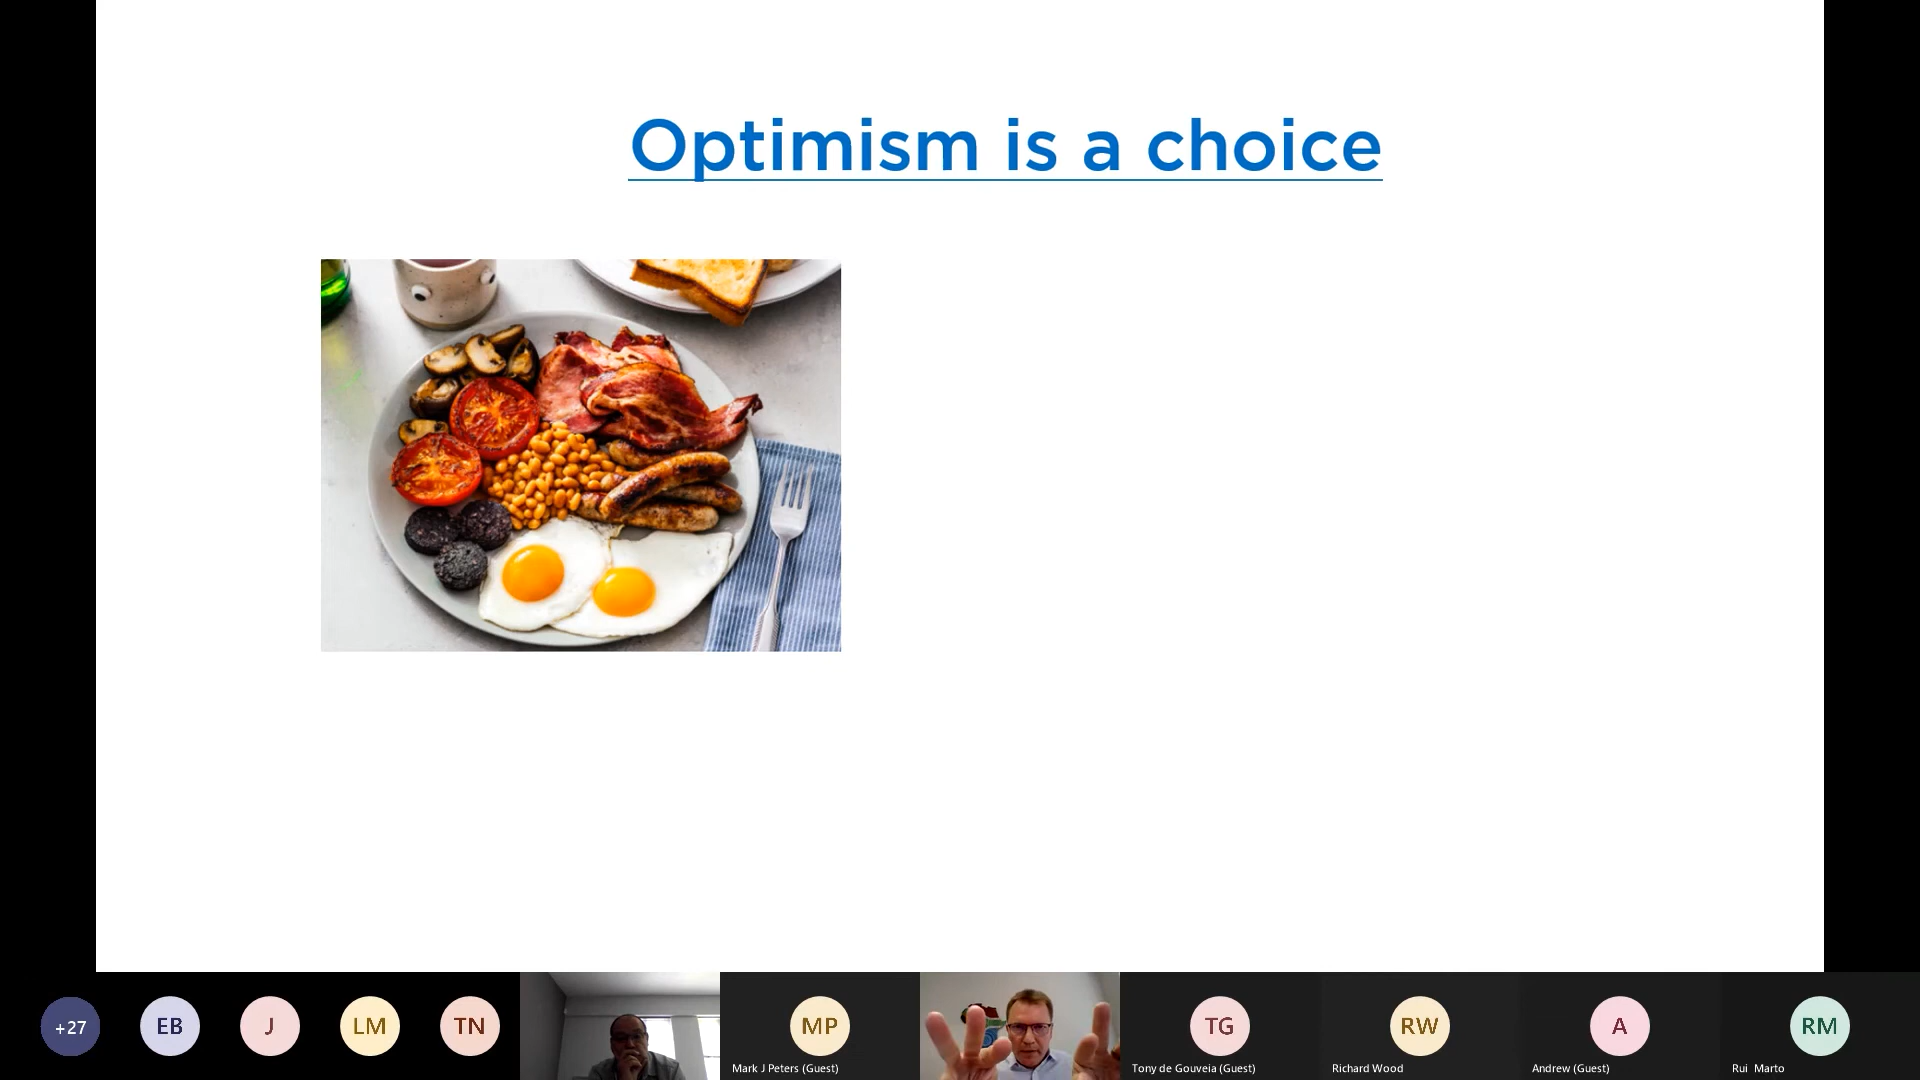 Optimism is a choice
+27
EB
J
LM
TN
MP
TG
RW
A
RM
Mark J Peters (Guest)
Tony de Gouveia (Guest)
Richard Wood
Andrew (Guest)
Rui Marto